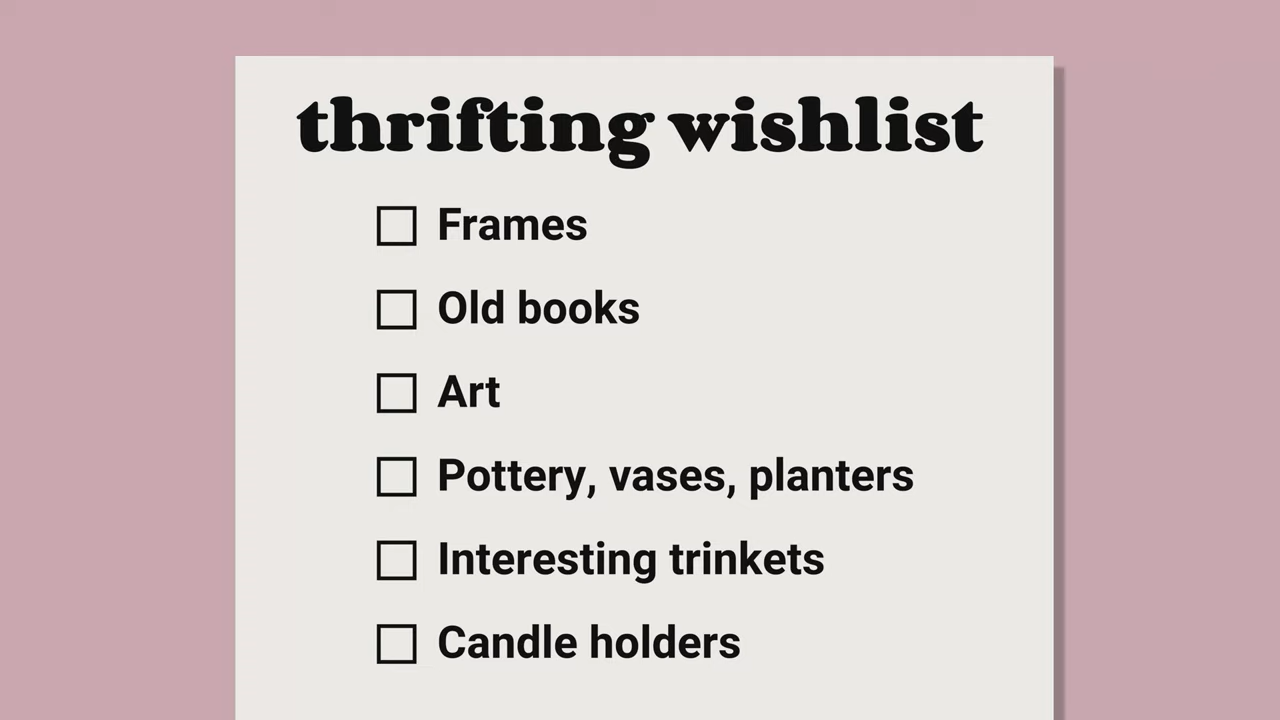 thrifting wishlist
Frames
Old books
Art
Pottery, vases, planters
Interesting trinkets
Candle holders